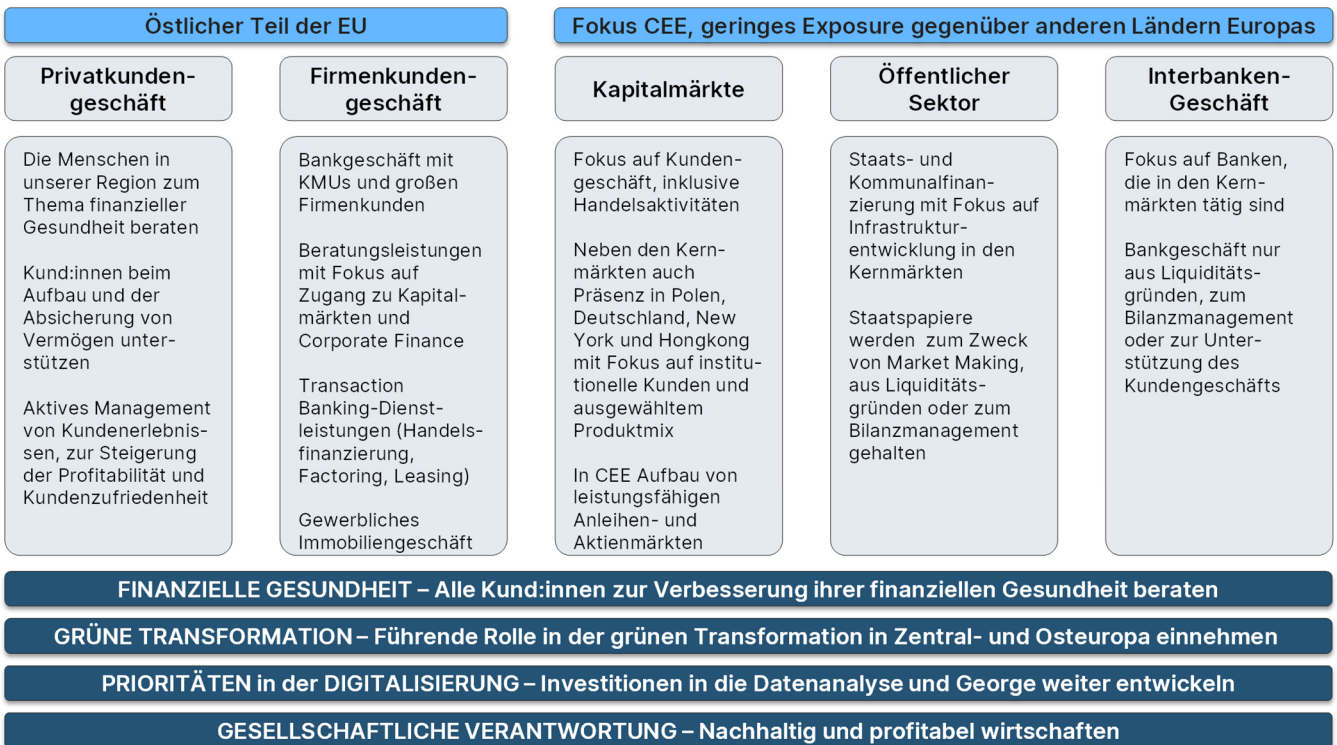 Östlicher Teil der EU
Fokus CEE, geringes Exposure gegenüber anderen Ländern Europas
Privatkunden-
geschäft
Firmenkunden-
geschäft
Kapitalmärkte
Öffentlicher
Sektor
Interbanken-
Geschäft
Die Menschen in
unserer Region zum
Thema finanzieller
Gesundheit beraten
Kund:innen beim
Aufbau und der
Absicherung von
Vermögen unter-
stützen
Aktives Management
von Kundenerlebnis-
sen, zur Steigerung
der Profitabilität und
Kundenzufriedenheit
Bankgeschäft mit
KMUs und großen
Firmenkunden
Beratungsleistungen
mit Fokus auf
Zugang zu Kapital-
märkten und
Corporate Finance
Transaction
Banking-Dienst-
leistungen (Handels-
finanzierung,
Factoring, Leasing)
Gewerbliches
Immobiliengeschäft
Fokus auf Kunden-
geschäft, inklusive
Handelsaktivitäten
Neben den Kern-
märkten auch
Präsenz in Polen,
Deutschland, New
York und Hongkong
mit Fokus auf institu-
tionelle Kunden und
ausgewähltem
Produktmix
In CEE Aufbau von
leistungsfähigen
Anleihen- und
Aktienmärkten
Staats- und
Kommunalfinan-
zierung mit Fokus auf
Infrastruktur-
entwicklung in den
Kernmärkten
Staatspapiere
werden  zum Zweck
von Market Making,
aus Liquiditäts-
gründen oder zum
Bilanzmanagement
gehalten
Fokus auf Banken,
die in den Kern-
märkten tätig sind
Bankgeschäft nur
aus Liquiditäts-
gründen, zum
Bilanzmanagement
oder zur Unter-
stützung des
Kundengeschäfts
FINANZIELLE GESUNDHEIT – Alle Kund:innen zur Verbesserung ihrer finanziellen Gesundheit beraten
GRÜNE TRANSFORMATION – Führende Rolle in der grünen Transformation in Zentral- und Osteuropa einnehmen
PRIORITÄTEN in der DIGITALISIERUNG – Investitionen in die Datenanalyse und George weiter entwickeln
GESELLSCHAFTLICHE VERANTWORTUNG – Nachhaltig und profitabel wirtschaften